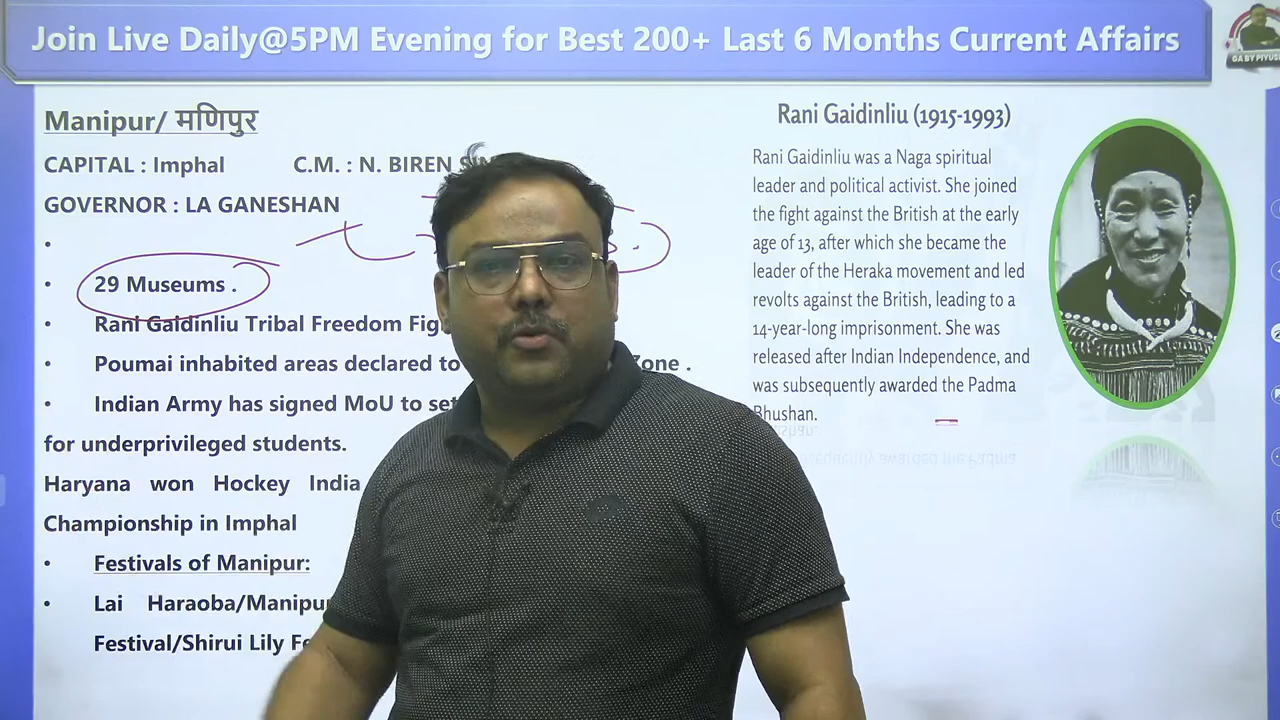 Join Live Daily@5PM Evening for Best 200+ Last 6 Months Current Affairs
GA BY PIYUSH
Manipur/ मणिपुर
CAPITAL : Imphal C.M. : N. BIREN
GOVERNOR : LA GANESHAN
• 29 Museums .
• Rani Gaidinliu Tribal Freedom
• Poumai inhabited areas declared to
.
• Indian Army has signed MoU to
for underprivileged students.
Haryana won Hockey India
Championship in Imphal
• Festivals of Manipur:
• Lai Haraoba/
Festival/Shirui Lily
Rani Gaidinliu (1915-1993)
Rani Gaidinliu was a Naga spiritual
leader and political activist. She joined
the fight against the British at the early
age of 13, after which she became the
leader of the Heraka movement and led
revolts against the British, leading to a
14-year-long imprisonment. She was
released after Indian Independence, and
was subsequently awarded the Padma
Bhushan.